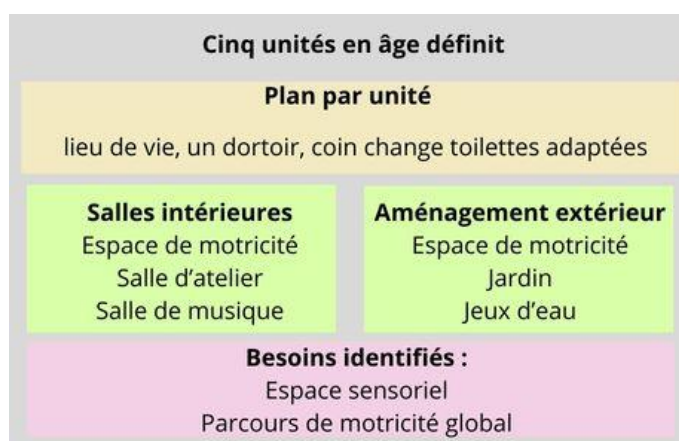 Cinq unités en âge définit
Plan par unité
lieu de vie, un dortoir, coin change toilettes adaptées
Salles intérieures
Espace de motricité
Salle d'atelier
Salle de musique
Aménagement extérieur
Espace de motricité
Jardin
Jeux d'eau
Besoins identifiés :
Espace sensoriel
Parcours de motricité global